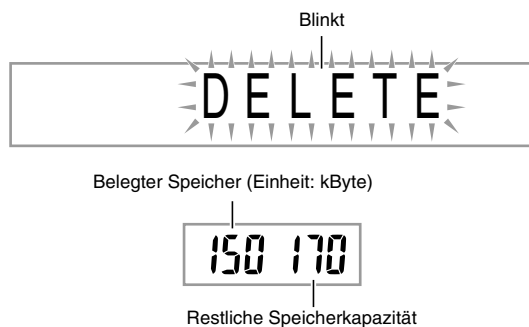 Blinkt
DELETE
Belegter Speicher (Einheit: kByte)
150 170
Restliche Speicherkapazität